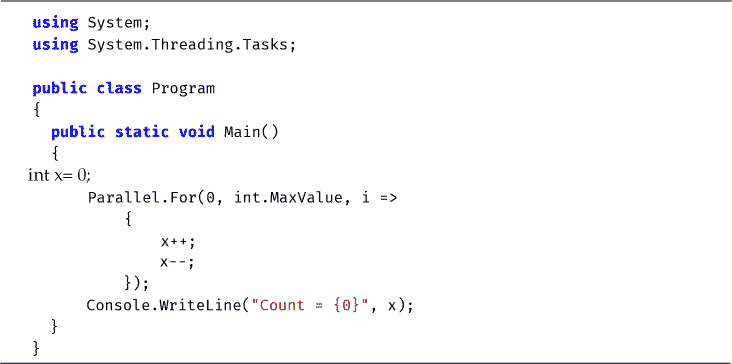 using System;
using System.Threading.Tasks;
public class Program
{
public static void Main()
{
int x= 0;
Parallel.For(0, int.MaxValue, i =>
{
x++;
x--;
});
Console.WriteLine("Count = {0}", x);
}
}